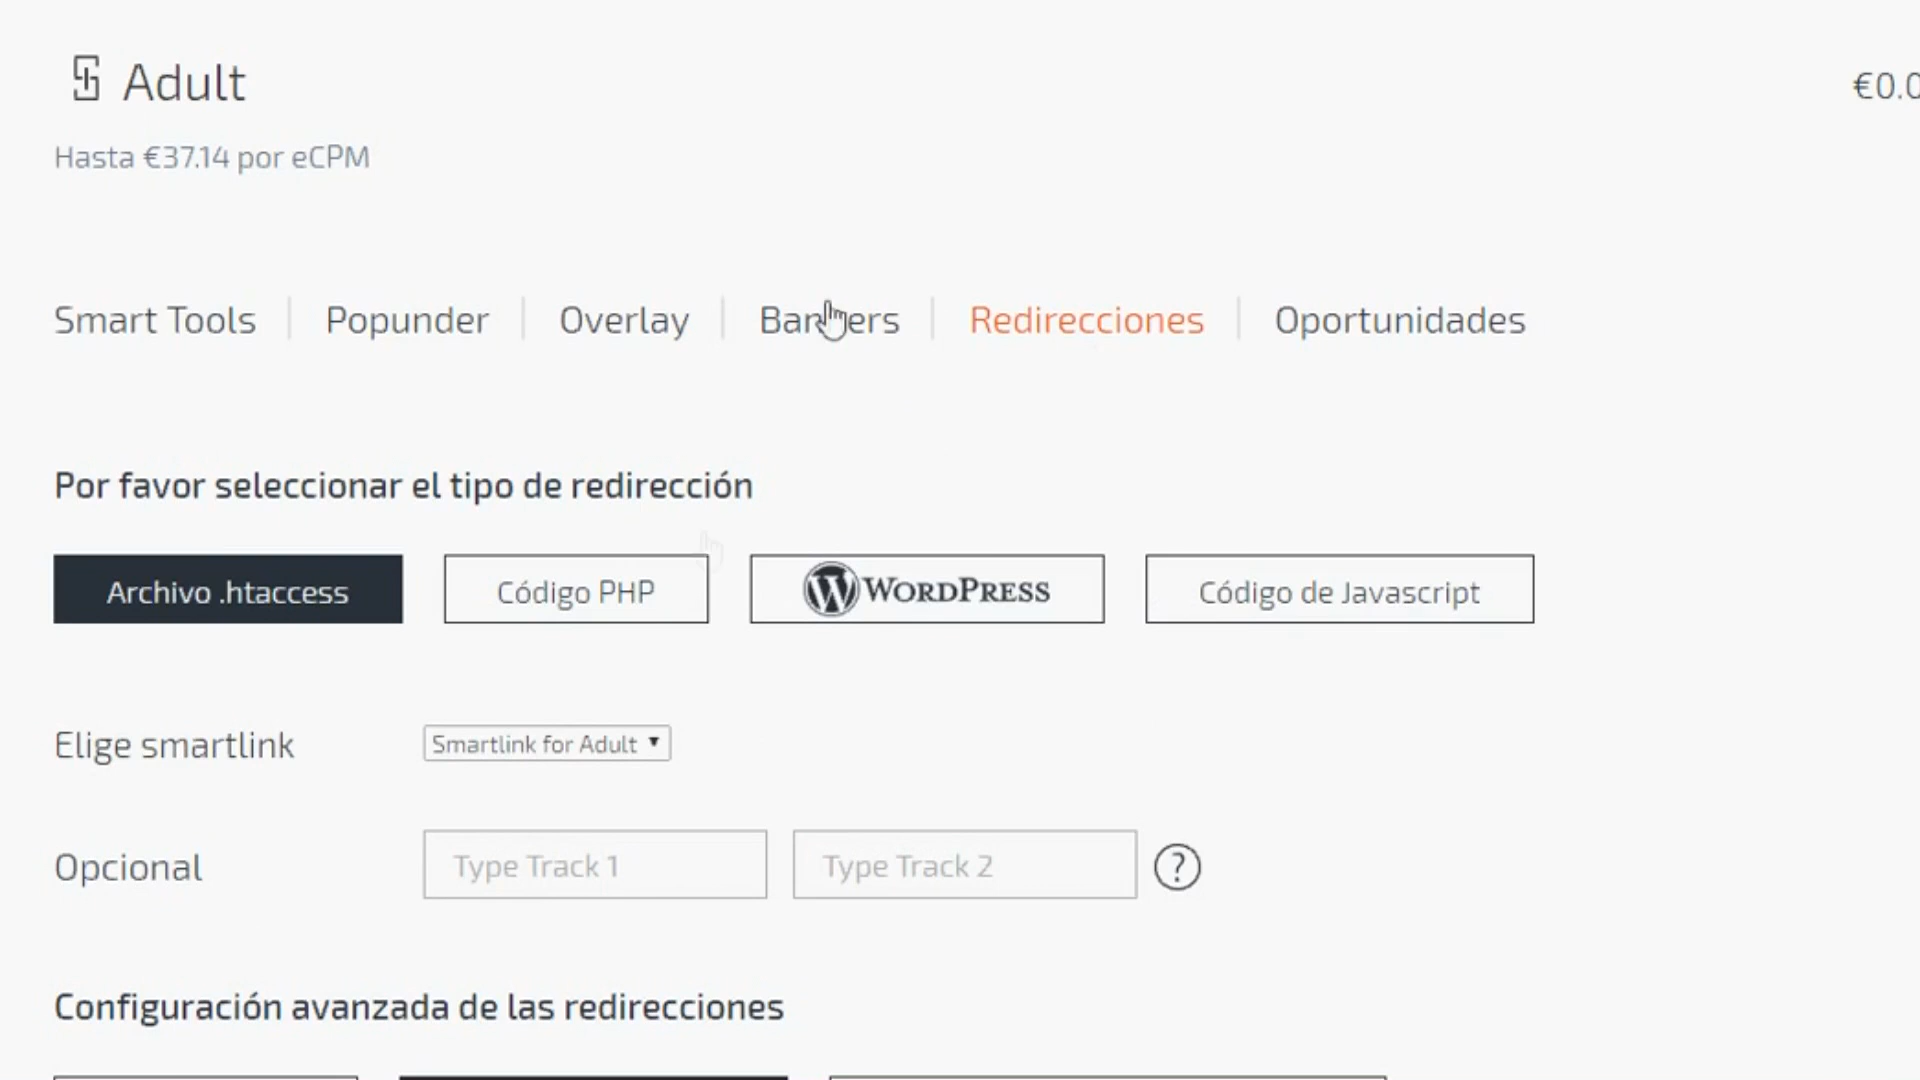 Adult
€0.0
Hasta €37.14 por eCPM
Smart Tools Popunder Overlay Banners Redirecciones Oportunidades
Por favor seleccionar el tipo de redirección
Archivo .htaccess Código PHP WORDPRESS Código de Javascript
Elige smartlink Smartlink for Adult
Opcional Type Track 1 Type Track 2 ?
Configuración avanzada de las redirecciones